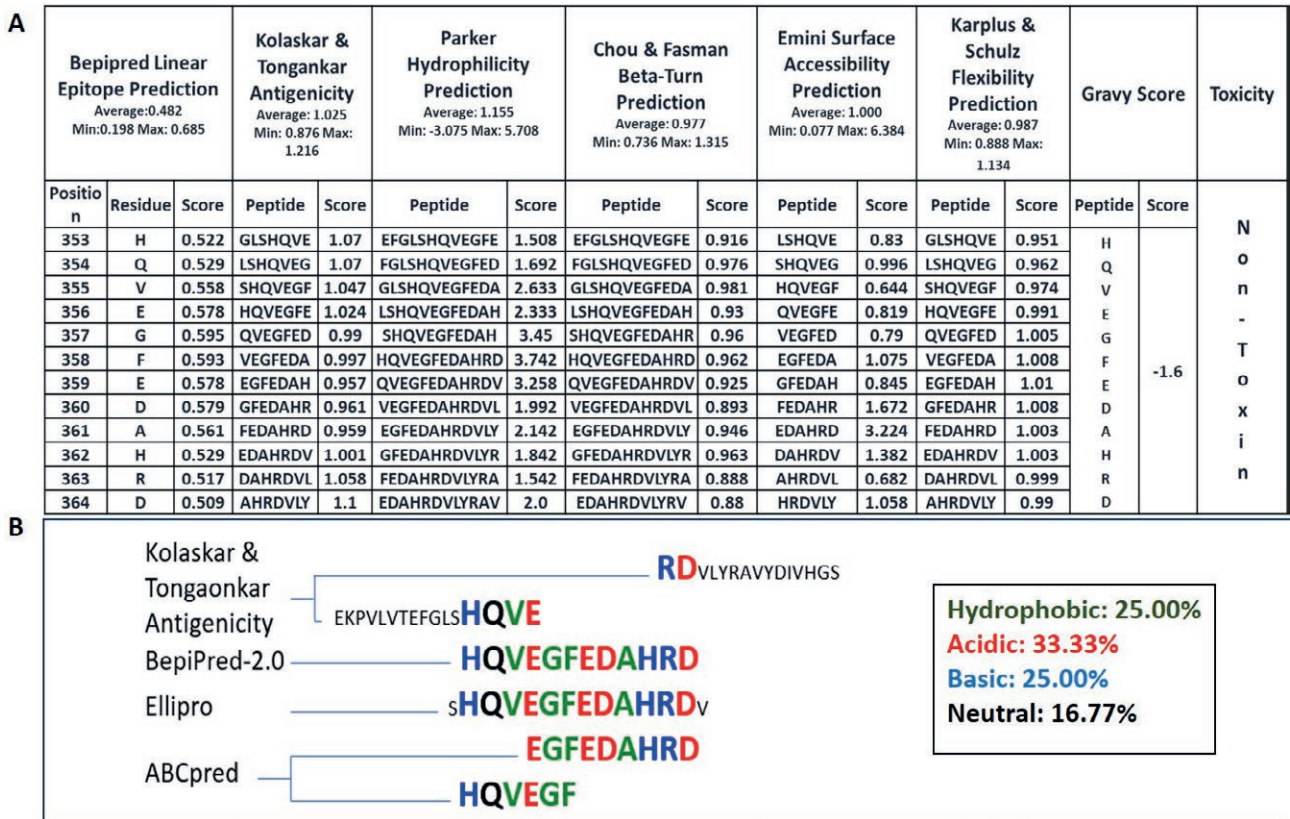 A
Bepipred Linear
Epitope Prediction
Average:0.482
Min:0.198 Max: 0.685
Kolaskar &
Tongankar
Antigenicity
Average: 1.025
Min: 0.876 Max:
1.216
Parker
Hydrophilicity
Prediction
Average: 1.155
Min: -3.075 Max: 5.708
Chou & Fasman
Beta-Turn
Prediction
Average: 0.977
Min: 0.736 Max: 1.315
Emini Surface
Accessibility
Prediction
Average: 1.000
Min: 0.077 Max: 6.384
Karplus &
Schulz
Flexibility
Prediction
Average: 0.987
Min: 0.888 Max:
1.134
Gravy Score
Toxicity
Positio
n
Residue Score Peptide Score Peptide Score Peptide Score Peptide Score Peptide Score Peptide Score
353 H 0.522 GLSHQVE 1.07 EFGLSHQVEGFE 1.508 EFGLSHQVEGFE 0.916 LSHQVE 0.83 GLSHQVE 0.951 H
354 Q 0.529 LSHQVEG 1.07 FGLSHQVEGFED 1.692 FGLSHQVEGFED 0.976 SHQVEG 0.996 LSHQVEG 0.962 Q
355 V 0.558 SHQVEGF 1.047 GLSHQVEGFEDA 2.633 GLSHQVEGFEDA 0.981 HQVEGF 0.644 SHQVEGF 0.974 V
356 E 0.578 HQVEGFE 1.024 LSHQVEGFEDAH 2.333 LSHQVEGFEDAH 0.93 QVEGFE 0.819 HQVEGFE 0.991 E
357 G 0.595 QVEGFED 0.99 SHQVEGFEDAH 3.45 SHQVEGFEDAHR 0.96 VEGFED 0.79 QVEGFED 1.005 G
358 F 0.593 VEGFEDA 0.997 HQVEGFEDAHRD 3.742 HQVEGFEDAHRD 0.962 EGFEDA 1.075 VEGFEDA 1.008 F
359 E 0.578 EGFEDAH 0.957 QVEGFEDAHRDV 3.258 QVEGFEDAHRDV 0.925 GFEDAH 0.845 EGFEDAH 1.01 E
360 D 0.579 GFEDAHR 0.961 VEGFEDAHRDVL 1.992 VEGFEDAHRDVL 0.893 FEDAHR 1.672 GFEDAHR 1.008 D
361 A 0.561 FEDAHRD 0.959 EGFEDAHRDVLY 2.142 EGFEDAHRDVLY 0.946 EDAHRD 3.224 FEDAHRD 1.003 A
362 H 0.529 EDAHRDV 1.001 GFEDAHRDVLYR 1.842 GFEDAHRDVLYR 0.963 DAHRDV 1.382 EDAHRDV 1.003 H
363 R 0.517 DAHRDVL 1.058 FEDAHRDVLYRA 1.542 FEDAHRDVLYRA 0.888 AHRDVL 0.682 DAHRDVL 0.999 R
364 D 0.509 AHRDVLY 1.1 EDAHRDVLYRAV 2.0 EDAHRDVLYRV 0.88 HRDVLY 1.058 AHRDVLY 0.99 D
-1.6
N
o
n
-
T
o
x
i
n
B
Kolaskar &
Tongaonkar
Antigenicity
RDVLYRAVYDIVHGS
EKPVLVTEFGLSHQVE
BepiPred-2.0
HQVEGFEDAHRD
Ellipro
sHQVEGFEDAHRDv
ABCpred
EGFEDAHRD
HQVEGF
Hydrophobic: 25.00%
Acidic: 33.33%
Basic: 25.00%
Neutral: 16.77%